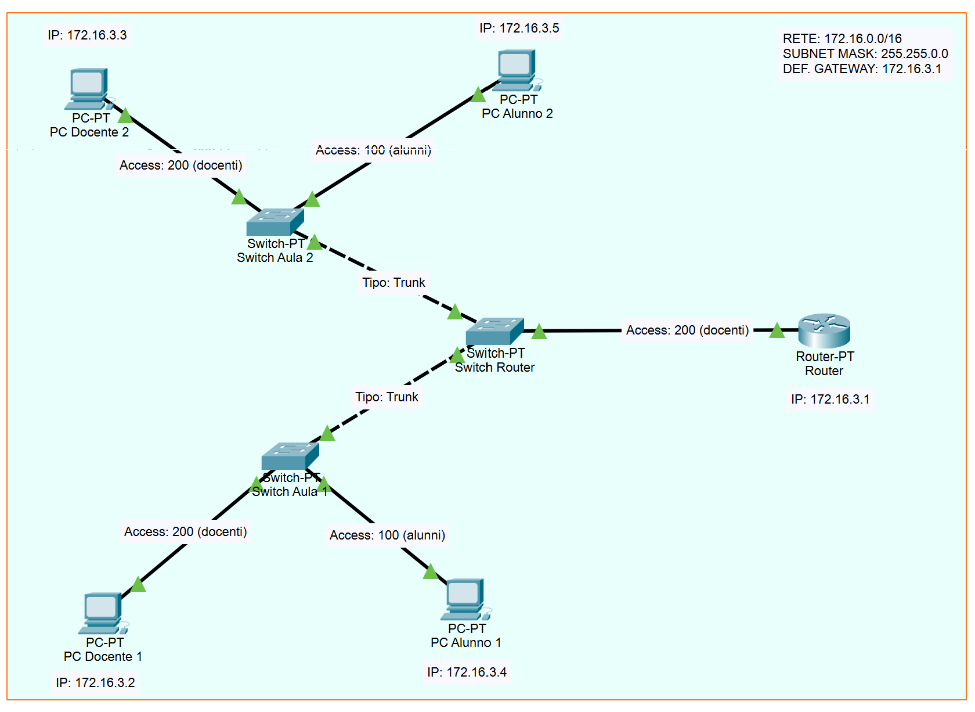 IP: 172.16.3.3
IP: 172.16.3.5
RETE: 172.16.0.0/16
SUBNET MASK: 255.255.0.0
DEF. GATEWAY: 172.16.3.1
PC-PT
PC Docente 2
PC-PT
PC Alunno 2
Access: 200 (docenti)
Access: 100 (alunni)
Switch-PT
Switch Aula 2
Tipo: Trunk
Switch-PT
Switch Router
Access: 200 (docenti)
Router-PT
Router
IP: 172.16.3.1
Tipo: Trunk
Switch-PT
Switch Aula 1
Access: 200 (docenti)
Access: 100 (alunni)
PC-PT
PC Docente 1
IP: 172.16.3.2
PC-PT
PC Alunno 1
IP: 172.16.3.4